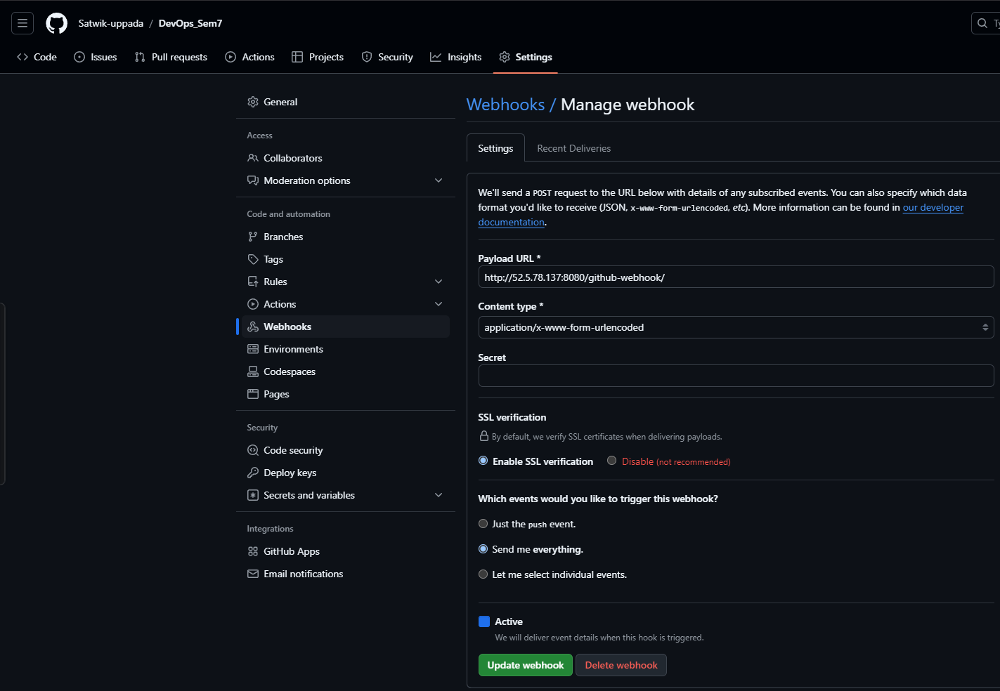 Satwik-uppada / DevOps_Sem7
Code Issues Pull requests Actions Projects Security Insights Settings
General
Access
Collaborators
Moderation options
Code and automation
Branches
Tags
Rules
Actions
Webhooks
Environments
Codespaces
Pages
Security
Code security
Deploy keys
Secrets and variables
Integrations
GitHub Apps
Email notifications
Webhooks / Manage webhook
Settings Recent Deliveries
We'll send a POST request to the URL below with details of any subscribed events. You can also specify which data
format you'd like to receive (JSON, x-www-form-urlencoded, etc). More information can be found in our developer
documentation.
Payload URL *
http://52.5.78.137:8080/github-webhook/
Content type *
application/x-www-form-urlencoded
Secret
SSL verification
By default, we verify SSL certificates when delivering payloads.
Enable SSL verification Disable (not recommended)
Which events would you like to trigger this webhook?
Just the push event.
Send me everything.
Let me select individual events.
Active
We will deliver event details when this hook is triggered.
Update webhook Delete webhook